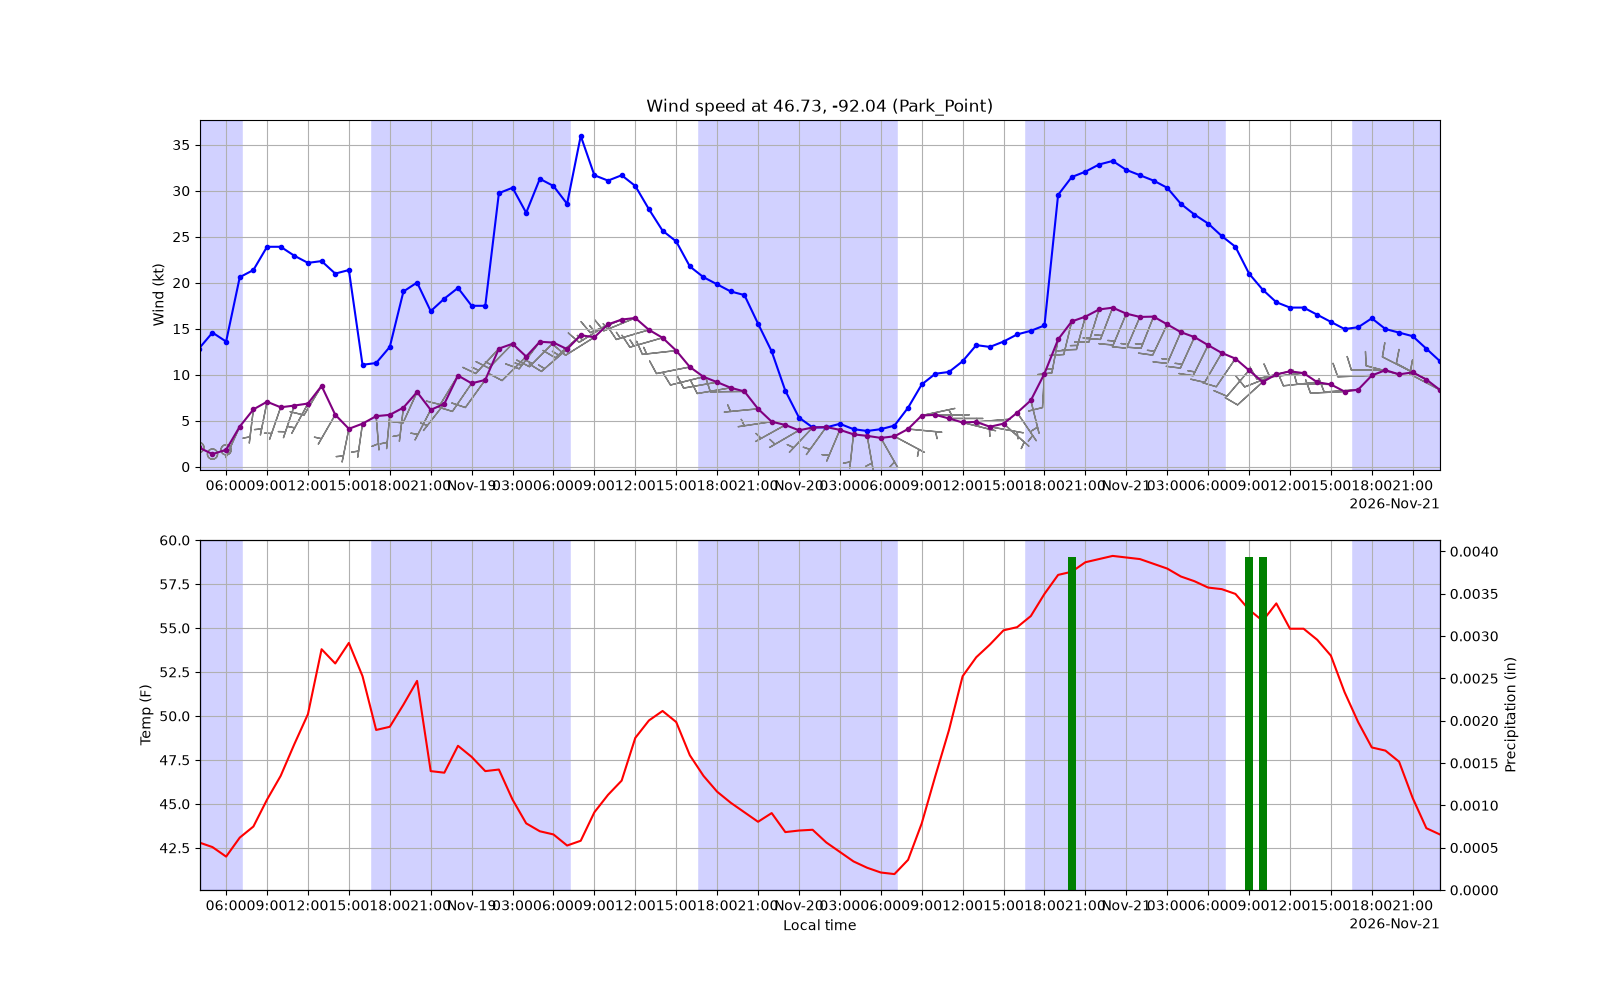 Wind speed at 46.73, -92.04 (Park_Point)
35
30
25
20
15
10
5
0
Wind (kt)
06:00 09:00 12:00 15:00 18:00 21:00 Nov-19 03:00 06:00 09:00 12:00 15:00 18:00 21:00 Nov-20 03:00 06:00 09:00 12:00 15:00 18:00 21:00 Nov-21 03:00 06:00 09:00 12:00 15:00 18:00 21:00
2026-Nov-21
60.0
57.5
55.0
52.5
50.0
47.5
45.0
42.5
Temp (F)
0.0040
0.0035
0.0030
0.0025
0.0020
0.0015
0.0010
0.0005
0.0000
Precipitation (in)
06:00 09:00 12:00 15:00 18:00 21:00 Nov-19 03:00 06:00 09:00 12:00 15:00 18:00 21:00 Nov-20 03:00 06:00 09:00 12:00 15:00 18:00 21:00 Nov-21 03:00 06:00 09:00 12:00 15:00 18:00 21:00
Local time
2026-Nov-21